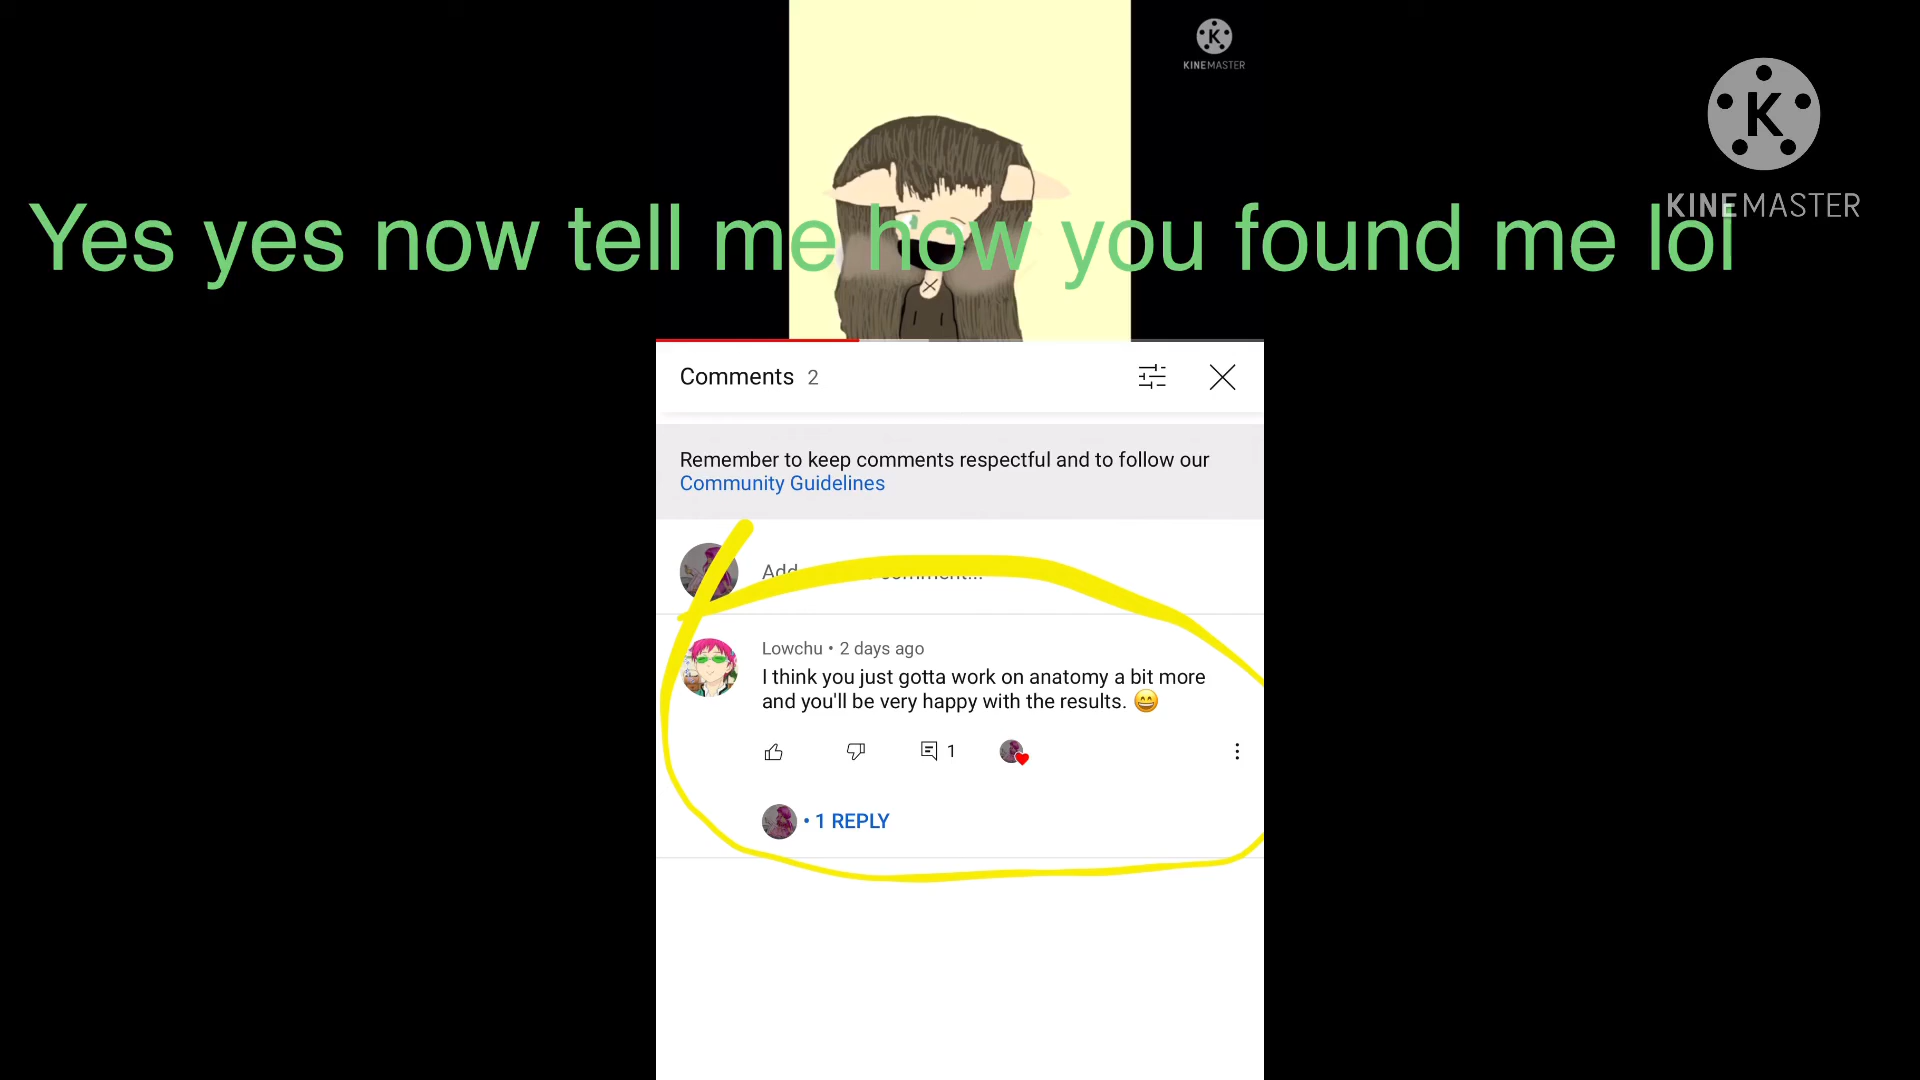 K
KINEMASTER
K
KINEMASTER
Yes yes now tell me how you found me lol
Comments 2
Remember to keep comments respectful and to follow our
Community Guidelines
Add comment...
Lowchu • 2 days ago
I think you just gotta work on anatomy a bit more
and you'll be very happy with the results. 😄
1
• 1 REPLY